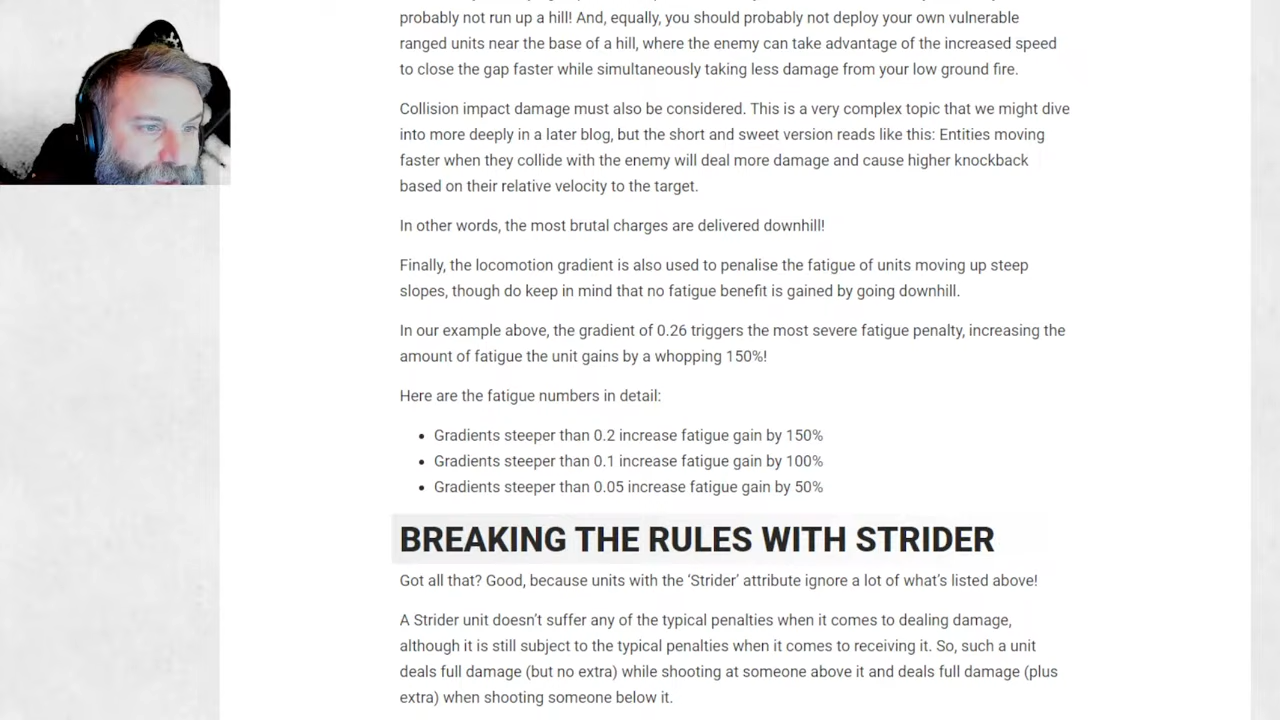 probably not run up a hill! And, equally, you should probably not deploy your own vulnerable
ranged units near the base of a hill, where the enemy can take advantage of the increased speed
to close the gap faster while simultaneously taking less damage from your low ground fire.
Collision impact damage must also be considered. This is a very complex topic that we might dive
into more deeply in a later blog, but the short and sweet version reads like this: Entities moving
faster when they collide with the enemy will deal more damage and cause higher knockback
based on their relative velocity to the target.
In other words, the most brutal charges are delivered downhill!
Finally, the locomotion gradient is also used to penalise the fatigue of units moving up steep
slopes, though do keep in mind that no fatigue benefit is gained by going downhill.
In our example above, the gradient of 0.26 triggers the most severe fatigue penalty, increasing the
amount of fatigue the unit gains by a whopping 150%!
Here are the fatigue numbers in detail:
• Gradients steeper than 0.2 increase fatigue gain by 150%
• Gradients steeper than 0.1 increase fatigue gain by 100%
• Gradients steeper than 0.05 increase fatigue gain by 50%
BREAKING THE RULES WITH STRIDER
Got all that? Good, because units with the ‘Strider’ attribute ignore a lot of what’s listed above!
A Strider unit doesn’t suffer any of the typical penalties when it comes to dealing damage,
although it is still subject to the typical penalties when it comes to receiving it. So, such a unit
deals full damage (but no extra) while shooting at someone above it and deals full damage (plus
extra) when shooting someone below it.